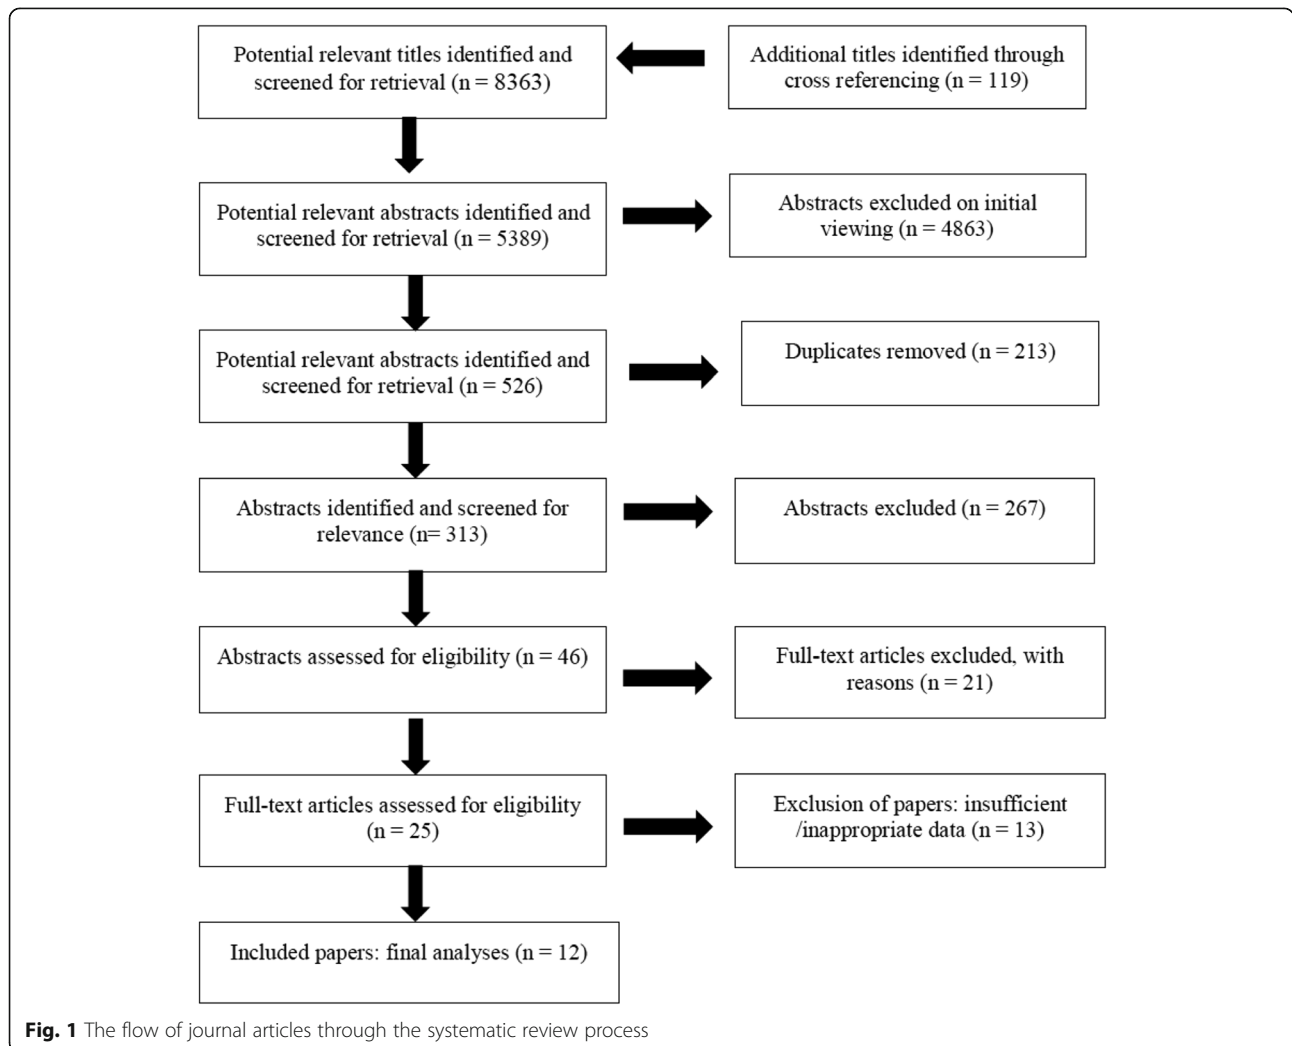 Potential relevant titles identified and
screened for retrieval (n = 8363)
Additional titles identified through
cross referencing (n = 119)
Potential relevant abstracts identified and
screened for retrieval (n = 5389)
Abstracts excluded on initial
viewing (n = 4863)
Potential relevant abstracts identified and
screened for retrieval (n = 526)
Duplicates removed (n = 213)
Abstracts identified and screened for
relevance (n= 313)
Abstracts excluded (n = 267)
Abstracts assessed for eligibility (n = 46)
Full-text articles excluded, with
reasons (n = 21)
Full-text articles assessed for eligibility
(n = 25)
Exclusion of papers: insufficient
/inappropriate data (n = 13)
Included papers: final analyses (n = 12)
Fig. 1 The flow of journal articles through the systematic review process